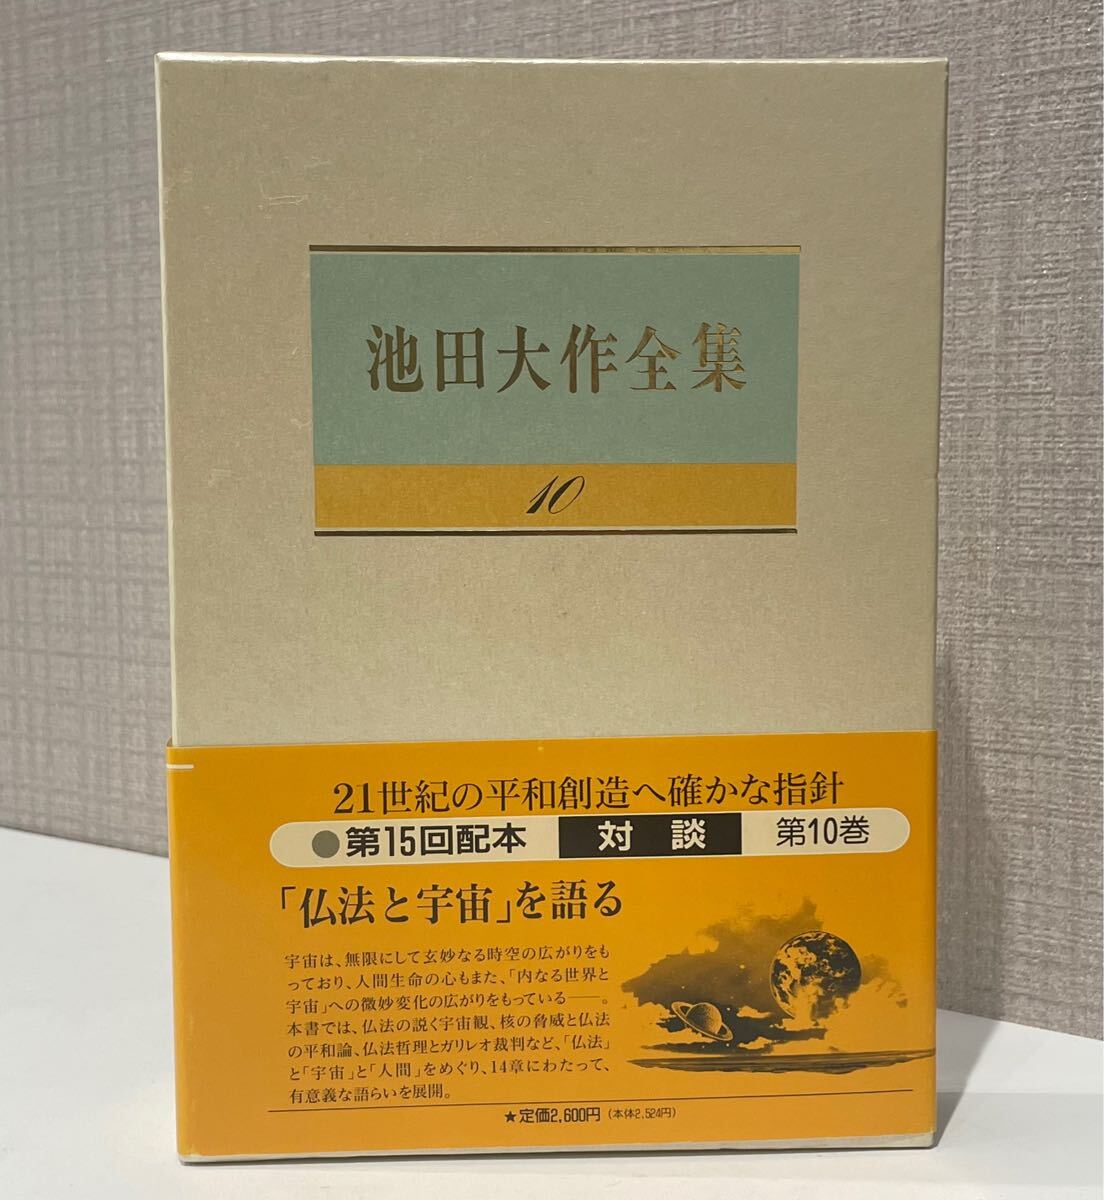 池田大作全集
10
21世紀の平和創造へ確かな指針
●第15回配本 対談 第10巻
「仏法と宇宙」を語る
宇宙は、無限にして玄妙なる時空の広がりをも
っており、人間生命の心もまた、「内なる世界と
宇宙」への微妙変化の広がりをもっている――。
本書では、仏法の説く宇宙観、核の脅威と仏法
の平和論、仏法哲理とガリレオ裁判など、「仏法」
と「宇宙」と「人間」をめぐり、14章にわたって、
有意義な語らいを展開。
★定価2,600円（本体2,524円）